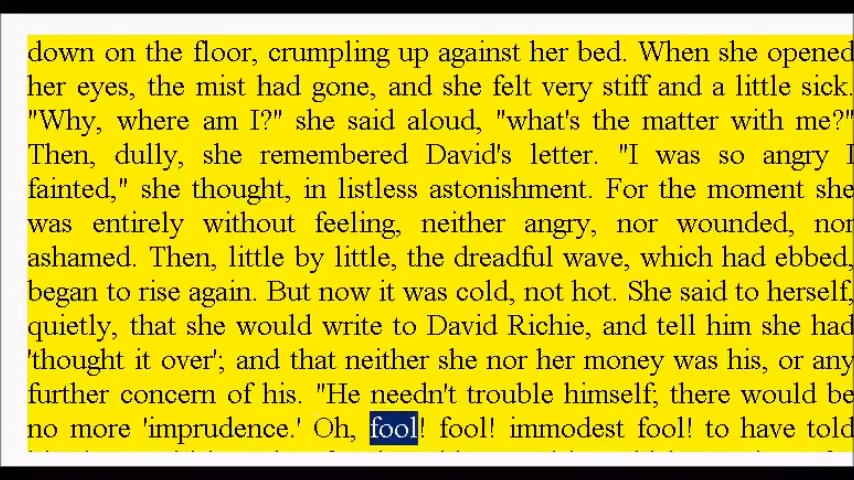 down on the floor, crumpling up against her bed. When she opened
her eyes, the mist had gone, and she felt very stiff and a little sick.
"Why, where am I?" she said aloud, "what's the matter with me?"
Then, dully, she remembered David's letter. "I was so angry I
fainted," she thought, in listless astonishment. For the moment she
was entirely without feeling, neither angry, nor wounded, nor
ashamed. Then, little by little, the dreadful wave, which had ebbed,
began to rise again. But now it was cold, not hot. She said to herself,
quietly, that she would write to David Richie, and tell him she had
'thought it over'; and that neither she nor her money was his, or any
further concern of his. "He needn't trouble himself; there would be
no more 'imprudence.' Oh, fool! fool! immodest fool! to have told